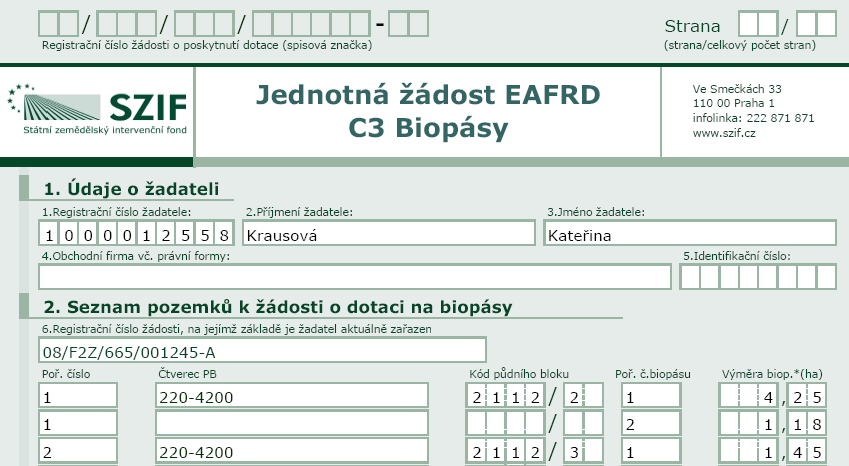 / / / -
Strana /
Registrační číslo žádosti o poskytnutí dotace (spisová značka)
(strana/celkový počet stran)
SZIF
Státní zemědělský intervenční fond
Jednotná žádost EAFRD
C3 Biopásy
Ve Smečkách 33
110 00 Praha 1
infolinka: 222 871 871
www.szif.cz
1. Údaje o žadateli
1.Registrační číslo žadatele: 2.Příjmení žadatele: 3.Jméno žadatele:
1000012558 Krausová Kateřina
4.Obchodní firma vč. právní formy: 5.Identifikační číslo:
2. Seznam pozemků k žádosti o dotaci na biopásy
6.Registrační číslo žádosti, na jejímž základě je žadatel aktuálně zařazen
08/F2Z/665/001245-A
Poř. číslo Čtverec PB Kód půdního bloku Poř. č.biopásu Výměra biop.*(ha)
1 220-4200 2112/2 1 4,25
1 / 2 1,18
2 220-4200 2112/3 1 1,45